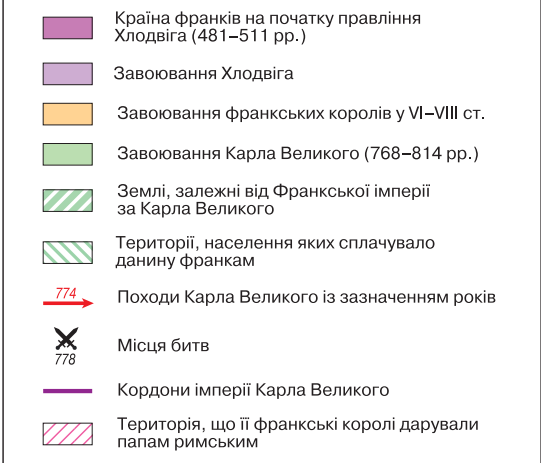 Країна франків на початку правління
Хлодвіга (481–511 рр.)
Завоювання Хлодвіга
Завоювання франкських королів у VI–VIII ст.
Завоювання Карла Великого (768–814 рр.)
Землі, залежні від Франкської імперії
за Карла Великого
Території, населення яких сплачувало
данину франкам
774 Походи Карла Великого із зазначенням років
Місця битв
778
Кордони імперії Карла Великого
Територія, що її франкські королі дарували
папам римським